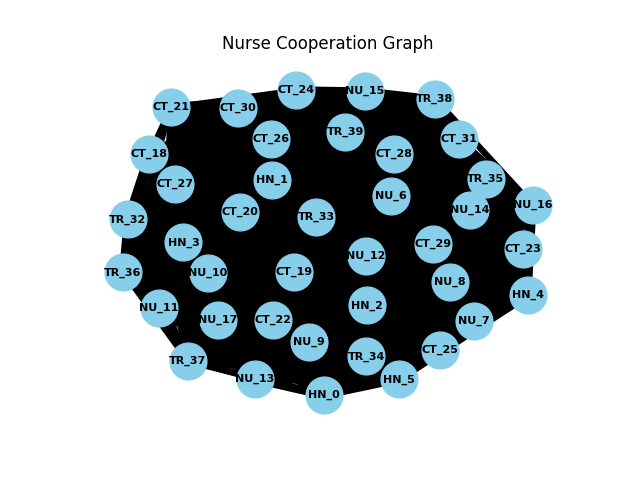 Nurse Cooperation Graph
CT_24
NU_15
TR_38
CT_21
CT_30
TR_39
CT_26
CT_31
CT_18
CT_28
HN_1
TR_35
CT_27
NU_6
NU_16
NU_14
CT_20
TR_33
TR_32
HN_3
CT_29
CT_23
NU_12
TR_36
NU_10
CT_19
NU_8
HN_4
HN_2
NU_11
NU_17
CT_22
NU_7
NU_9
CT_25
TR_34
TR_37
NU_13
HN_5
HN_0